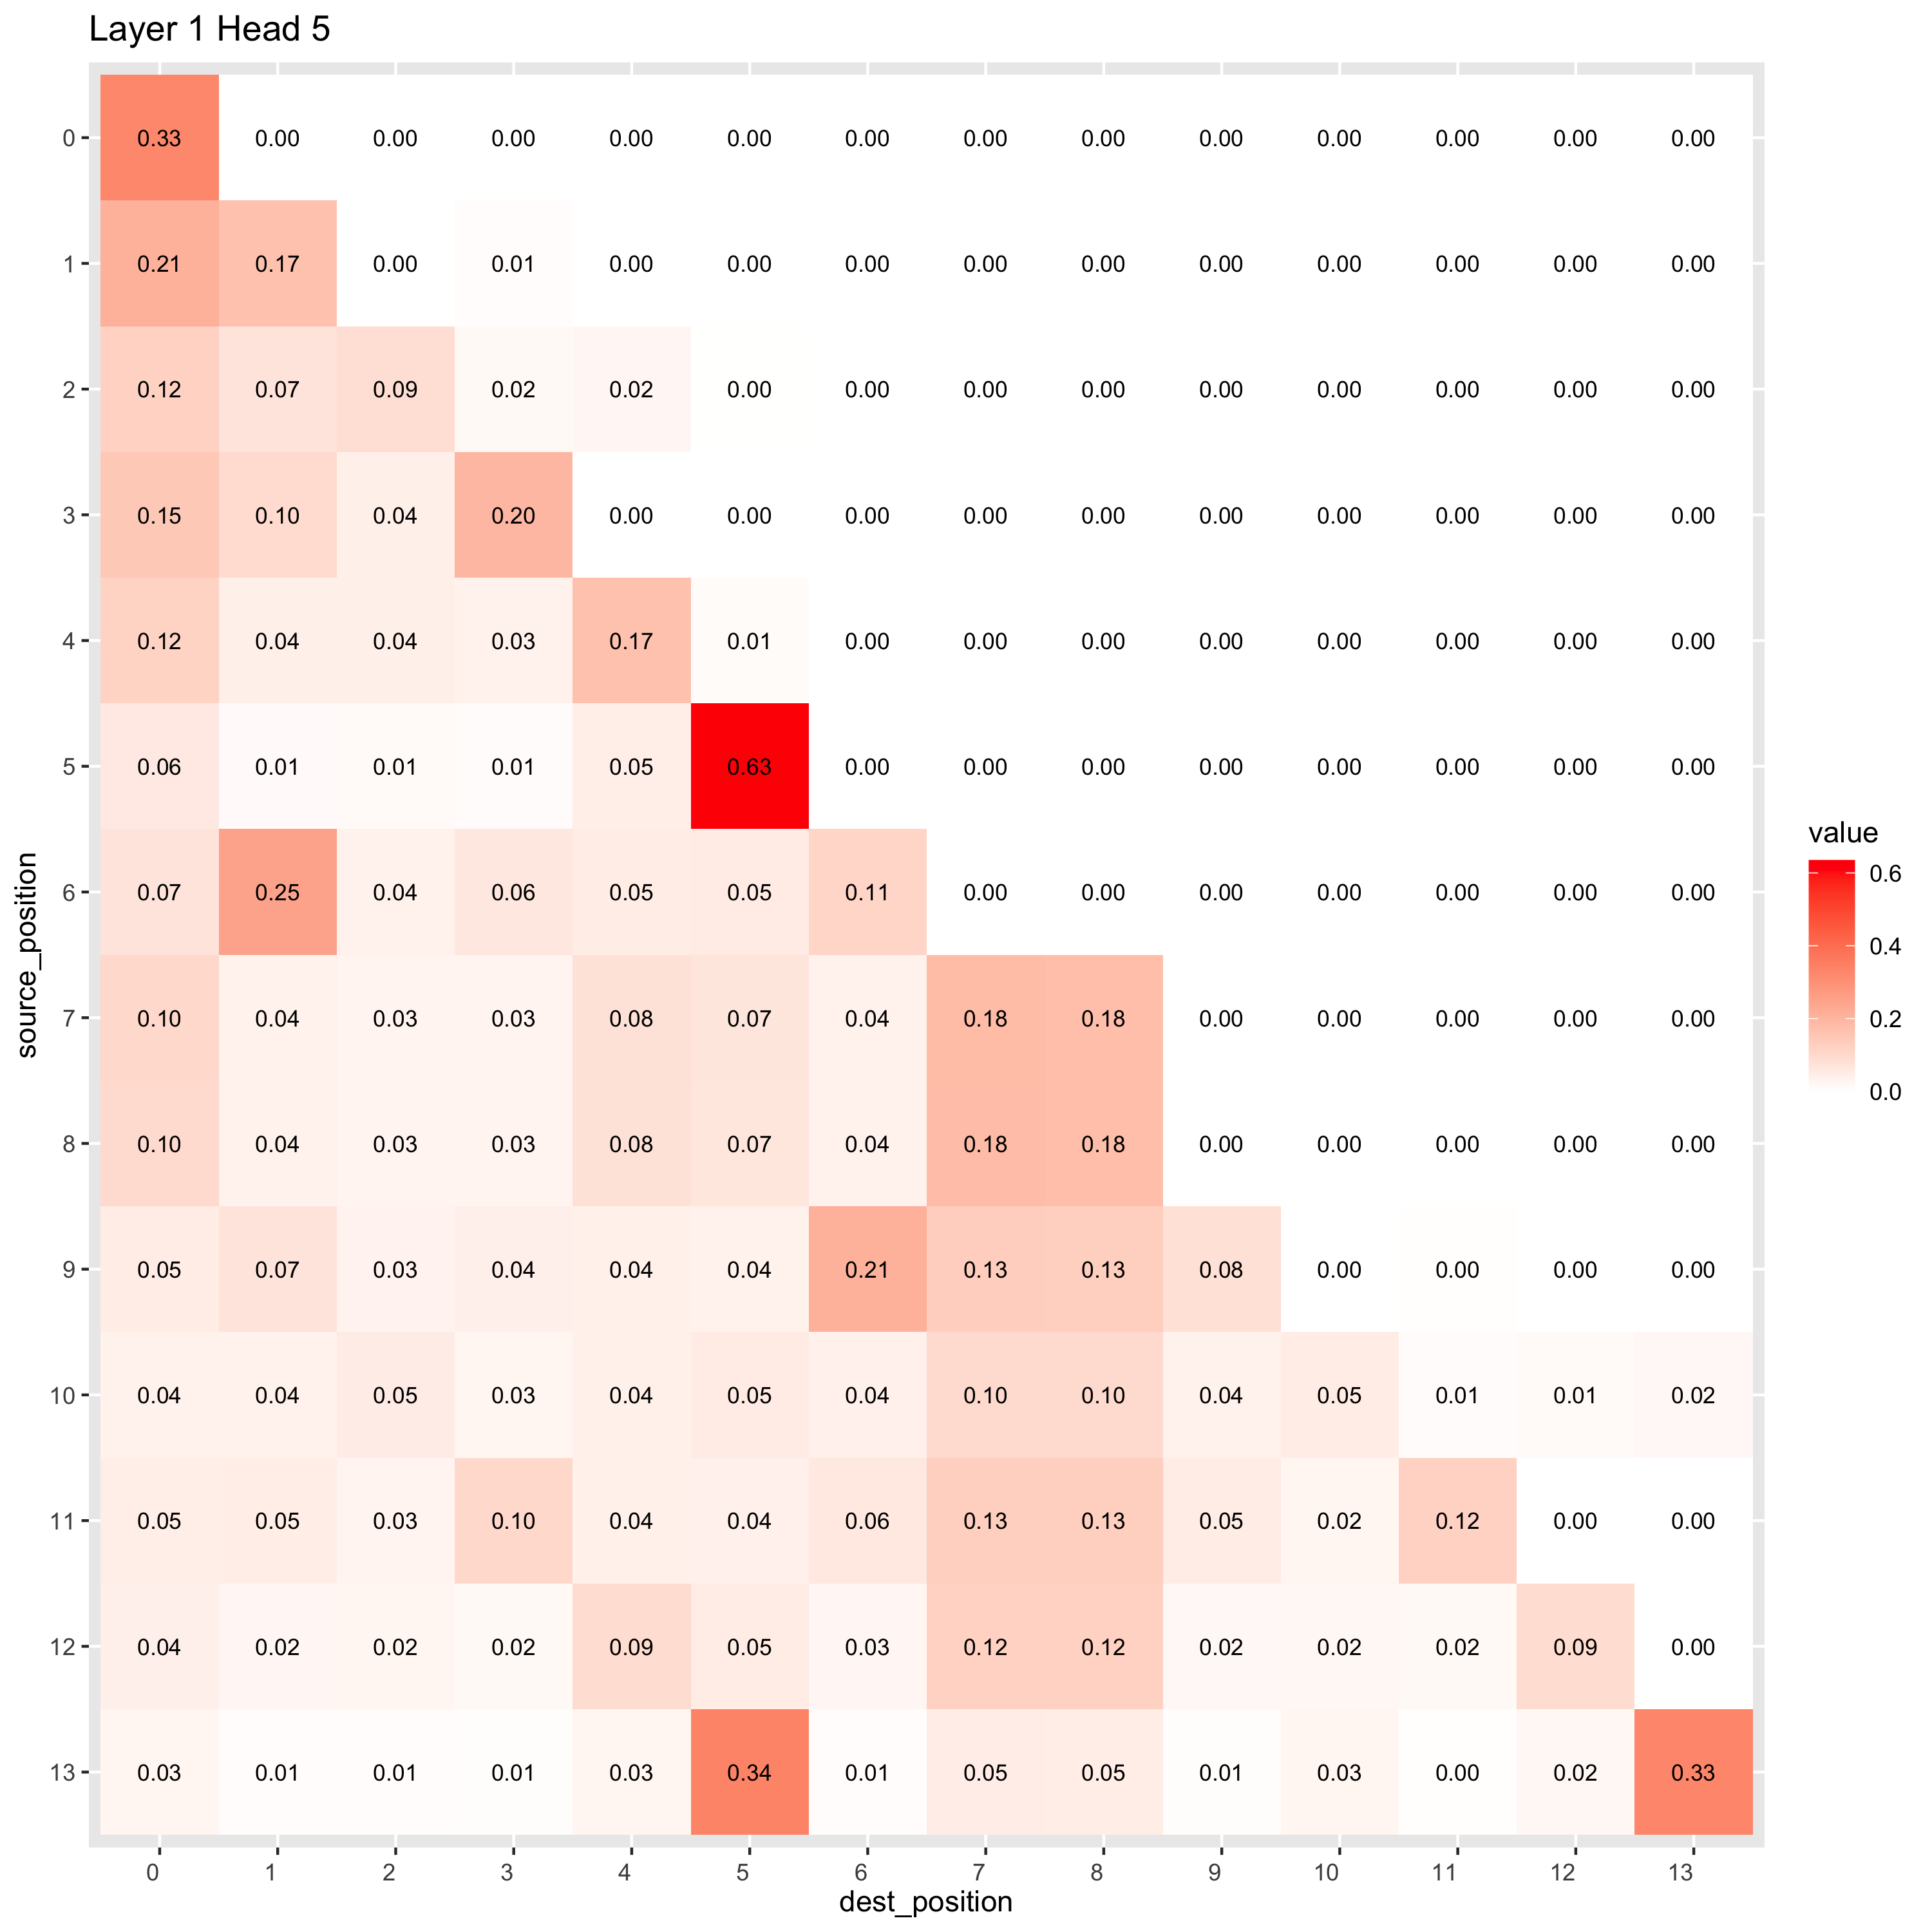 Layer 1 Head 5
0 0.33 0.00 0.00 0.00 0.00 0.00 0.00 0.00 0.00 0.00 0.00 0.00 0.00 0.00
1 0.21 0.17 0.00 0.01 0.00 0.00 0.00 0.00 0.00 0.00 0.00 0.00 0.00 0.00
2 0.12 0.07 0.09 0.02 0.02 0.00 0.00 0.00 0.00 0.00 0.00 0.00 0.00 0.00
3 0.15 0.10 0.04 0.20 0.00 0.00 0.00 0.00 0.00 0.00 0.00 0.00 0.00 0.00
4 0.12 0.04 0.04 0.03 0.17 0.01 0.00 0.00 0.00 0.00 0.00 0.00 0.00 0.00
5 0.06 0.01 0.01 0.01 0.05 0.63 0.00 0.00 0.00 0.00 0.00 0.00 0.00 0.00
6 0.07 0.25 0.04 0.06 0.05 0.05 0.11 0.00 0.00 0.00 0.00 0.00 0.00 0.00
7 0.10 0.04 0.03 0.03 0.08 0.07 0.04 0.18 0.18 0.00 0.00 0.00 0.00 0.00
8 0.10 0.04 0.03 0.03 0.08 0.07 0.04 0.18 0.18 0.00 0.00 0.00 0.00 0.00
9 0.05 0.07 0.03 0.04 0.04 0.04 0.21 0.13 0.13 0.08 0.00 0.00 0.00 0.00
10 0.04 0.04 0.05 0.03 0.04 0.05 0.04 0.10 0.10 0.04 0.05 0.01 0.01 0.02
11 0.05 0.05 0.03 0.10 0.04 0.04 0.06 0.13 0.13 0.05 0.02 0.12 0.00 0.00
12 0.04 0.02 0.02 0.02 0.09 0.05 0.03 0.12 0.12 0.02 0.02 0.02 0.09 0.00
13 0.03 0.01 0.01 0.01 0.03 0.34 0.01 0.05 0.05 0.01 0.03 0.00 0.02 0.33
0 1 2 3 4 5 6 7 8 9 10 11 12 13
dest_position
source_position
value
0.6
0.4
0.2
0.0